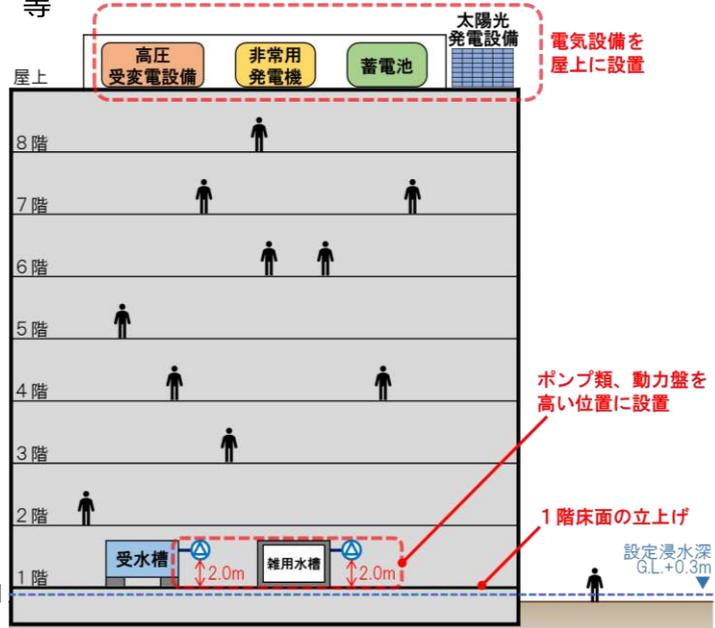 等
太陽光
発電設備
高圧
受変電設備
非常用
発電機
蓄電池
電気設備を
屋上に設置
屋上
8階
7階
6階
5階
4階
3階
2階
1階
ポンプ類、動力盤を
高い位置に設置
1階床面の立上げ
受水槽
2.0m
雑用水槽
2.0m
設定浸水深
G.L.+0.3m